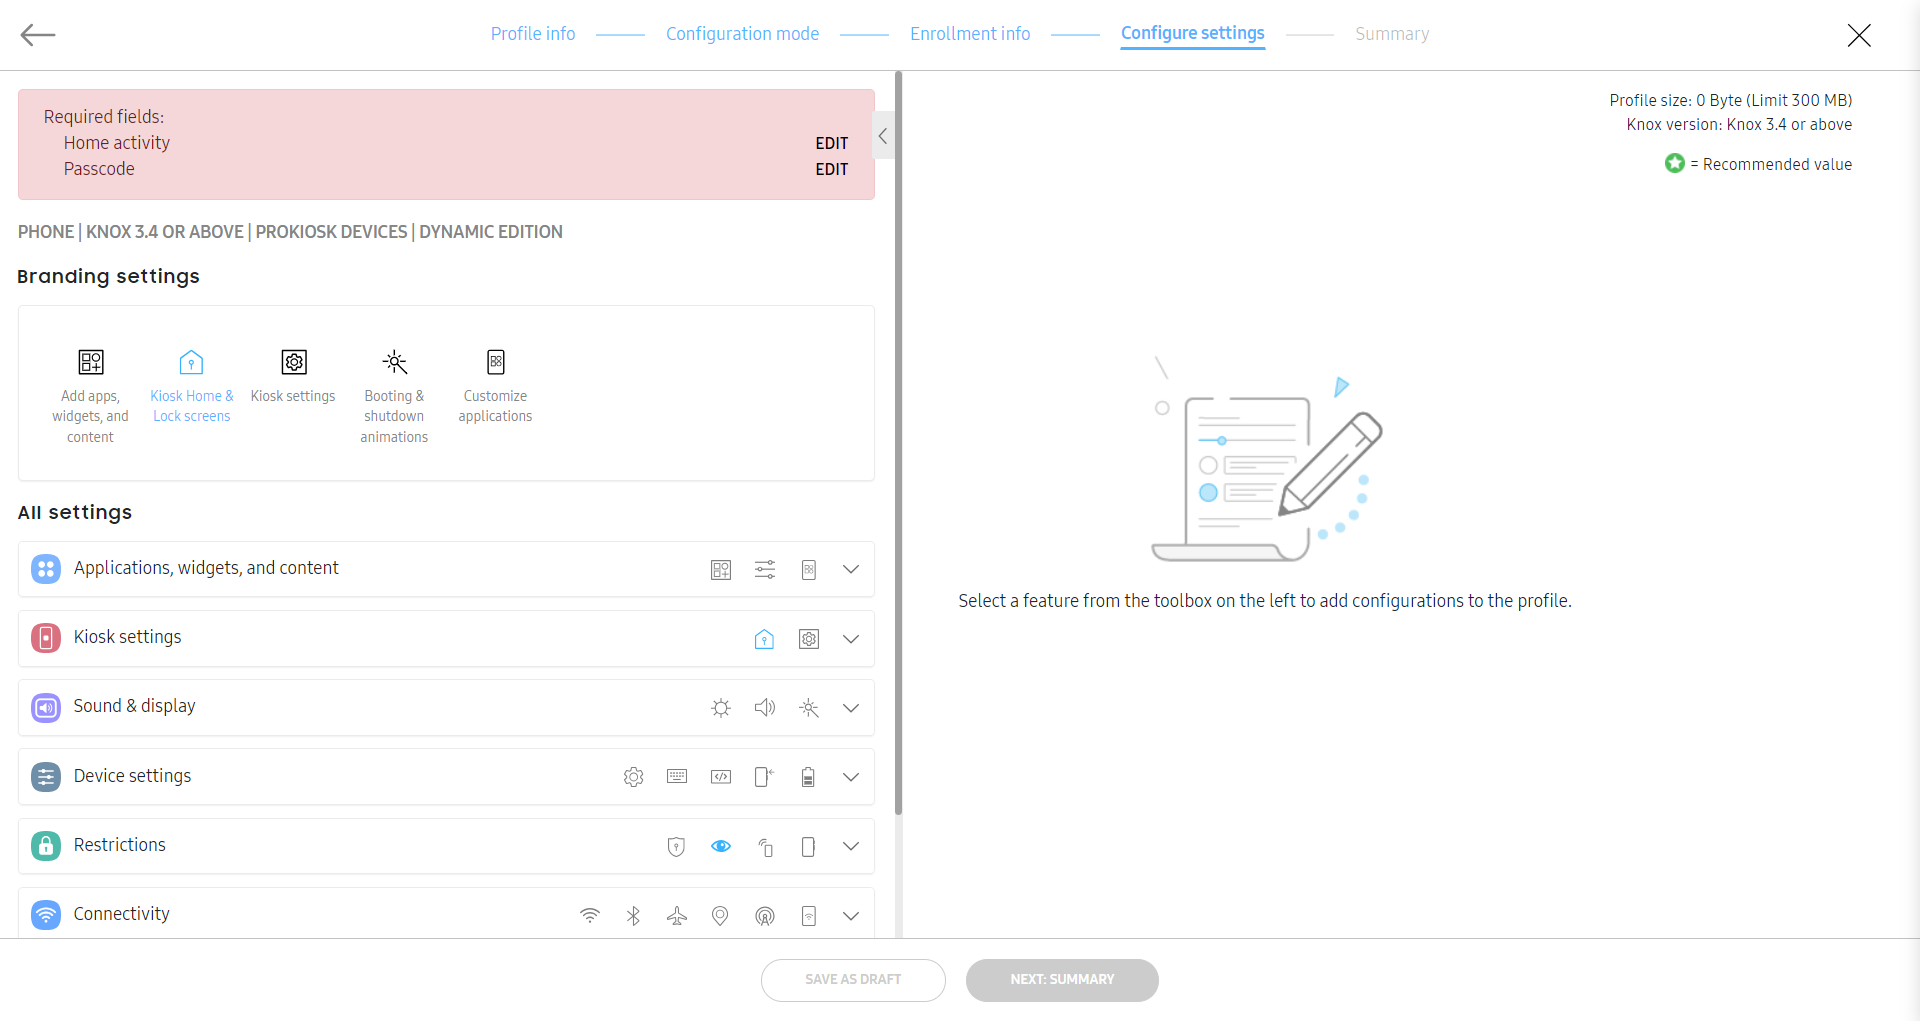 Profile info
Configuration mode
Enrollment info
Configure settings
Summary
Required fields:
Home activity EDIT
Passcode EDIT
PHONE | KNOX 3.4 OR ABOVE | PROKIOSK DEVICES | DYNAMIC EDITION
Branding settings
Add apps,
widgets, and
content
Kiosk Home &
Lock screens
Kiosk settings
Booting &
shutdown
animations
Customize
applications
All settings
Applications, widgets, and content
Kiosk settings
Sound & display
Device settings
Restrictions
Connectivity
Profile size: 0 Byte (Limit 300 MB)
Knox version: Knox 3.4 or above
= Recommended value
Select a feature from the toolbox on the left to add configurations to the profile.
SAVE AS DRAFT
NEXT: SUMMARY